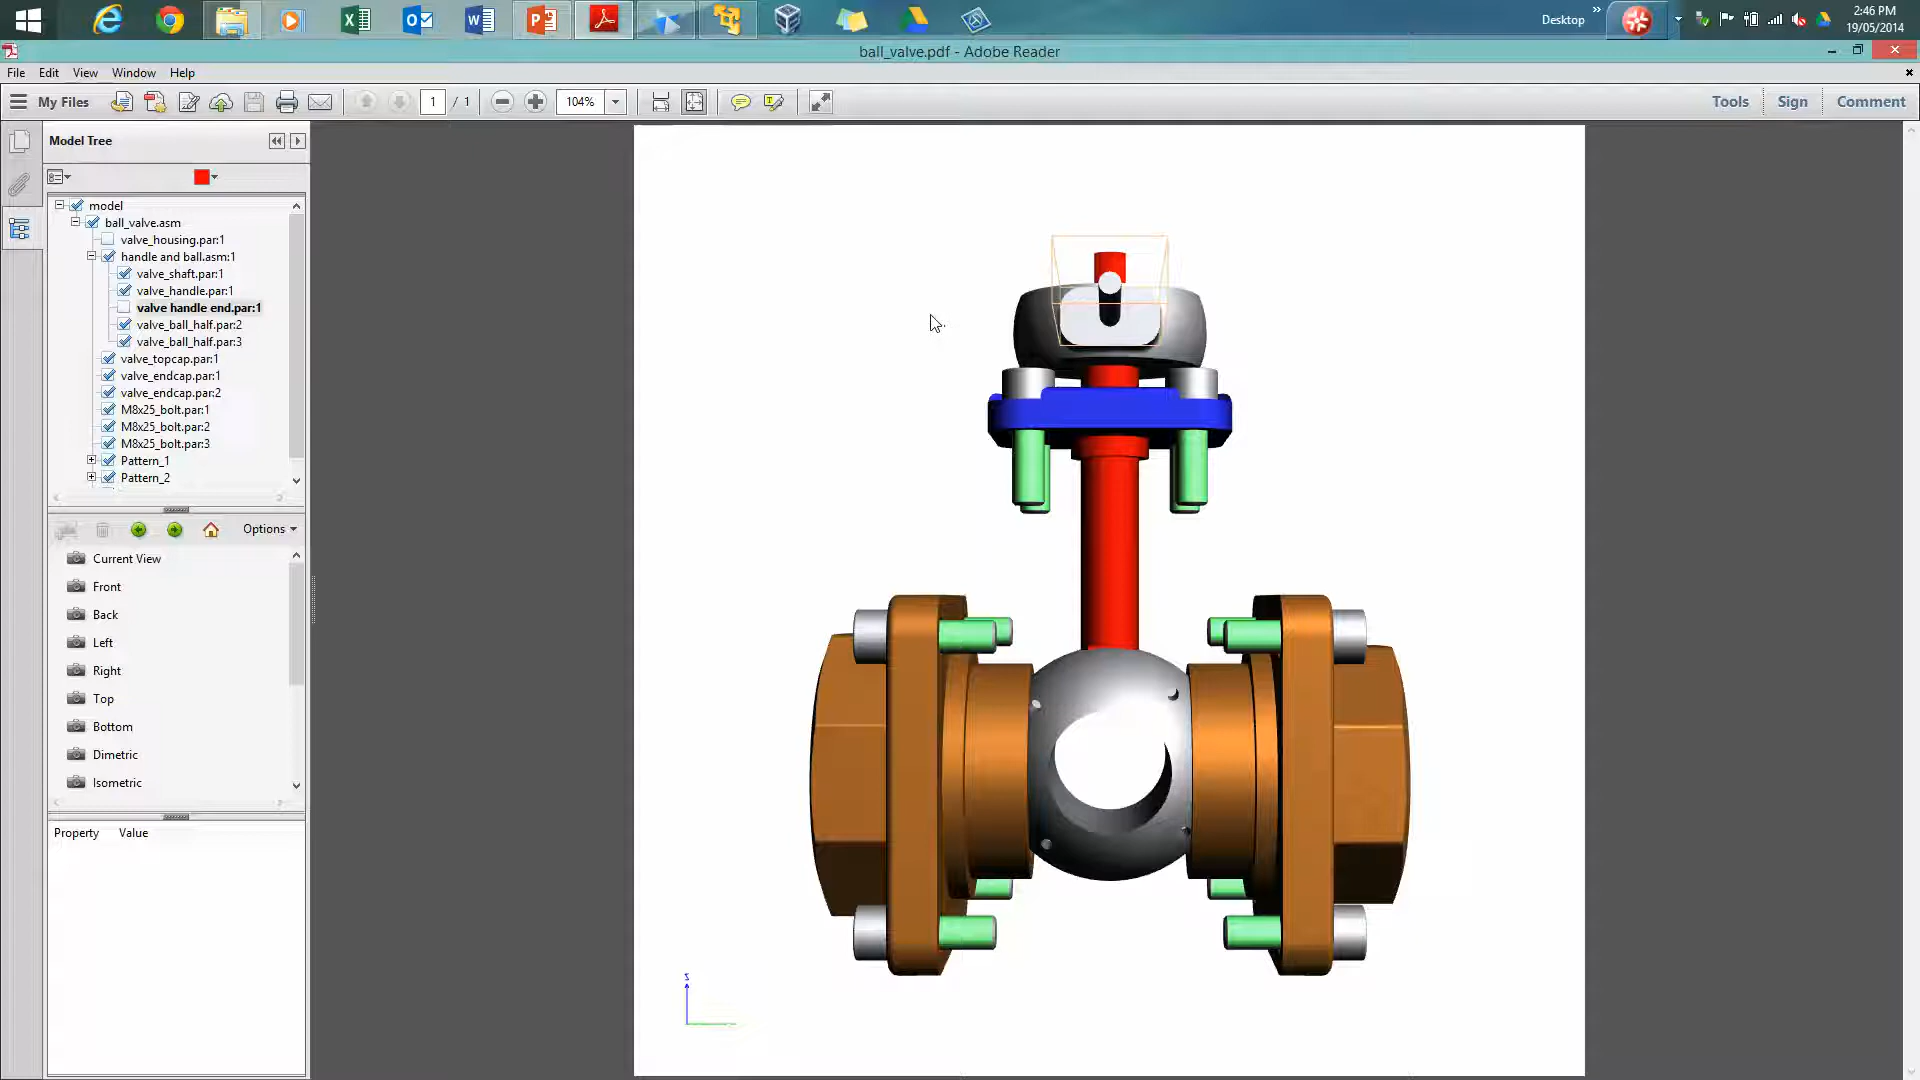 Desktop
2:46 PM
19/05/2014
ball_valve.pdf - Adobe Reader
File Edit View Window Help
My Files 1 / 1 104% Tools Sign Comment
Model Tree
model
ball_valve.asm
valve_housing.par:1
handle and ball.asm:1
valve_shaft.par:1
valve_handle.par:1
valve handle end.par:1
valve_ball_half.par:2
valve_ball_half.par:3
valve_topcap.par:1
valve_endcap.par:1
valve_endcap.par:2
M8x25_bolt.par:1
M8x25_bolt.par:2
M8x25_bolt.par:3
Pattern_1
Pattern_2
Options
Current View
Front
Back
Left
Right
Top
Bottom
Dimetric
Isometric
Property Value
z